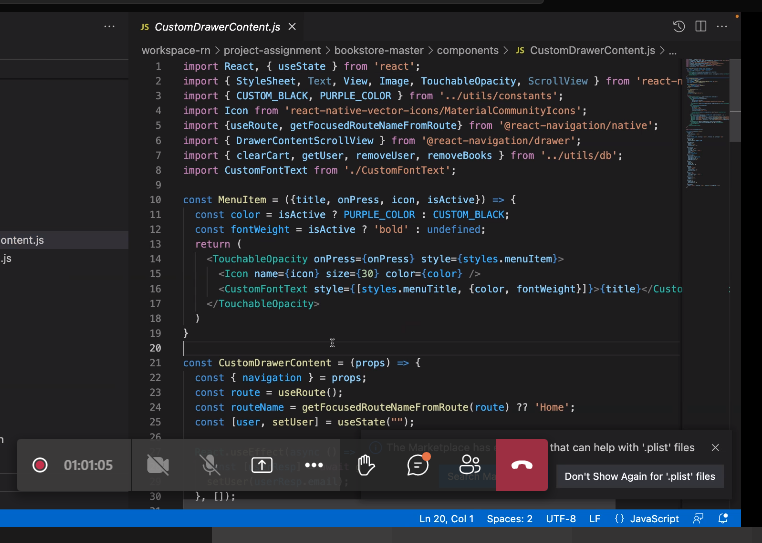 JS CustomDrawerContent.js ×
workspace-rn > project-assignment > bookstore-master > components > JS CustomDrawerContent.js > ...
1 import React, { useState } from 'react';
2 import { StyleSheet, Text, View, Image, TouchableOpacity, ScrollView } from 'react-n
3 import { CUSTOM_BLACK, PURPLE_COLOR } from '../utils/constants';
4 import Icon from 'react-native-vector-icons/MaterialCommunityIcons';
5 import {useRoute, getFocusedRouteNameFromRoute} from '@react-navigation/native';
6 import { DrawerContentScrollView } from '@react-navigation/drawer';
7 import { clearCart, getUser, removeUser, removeBooks } from '../utils/db';
8 import CustomFontText from './CustomFontText';
9
10 const MenuItem = ({title, onPress, icon, isActive}) => {
11 const color = isActive ? PURPLE_COLOR : CUSTOM_BLACK;
12 const fontWeight = isActive ? 'bold' : undefined;
13 return (
14 <TouchableOpacity onPress={onPress} style={styles.menuItem}>
ontent.js
15 <Icon name={icon} size={30} color={color} />
.js
16 <CustomFontText style={[styles.menuTitle, {color, fontWeight}]}>{title}</Custo
17 </TouchableOpacity>
18 )
19 }
20
21 const CustomDrawerContent = (props) => {
22 const { navigation } = props;
23 const route = useRoute();
24 const routeName = getFocusedRouteNameFromRoute(route) ?? 'Home';
25 const [user, setUser] = useState("");
26
The Marketplace has that can help with '.plist' files ×
01:01:05
Search Ma
Don't Show Again for '.plist' files
30 }, []);
Ln 20, Col 1 Spaces: 2 UTF-8 LF {} JavaScript